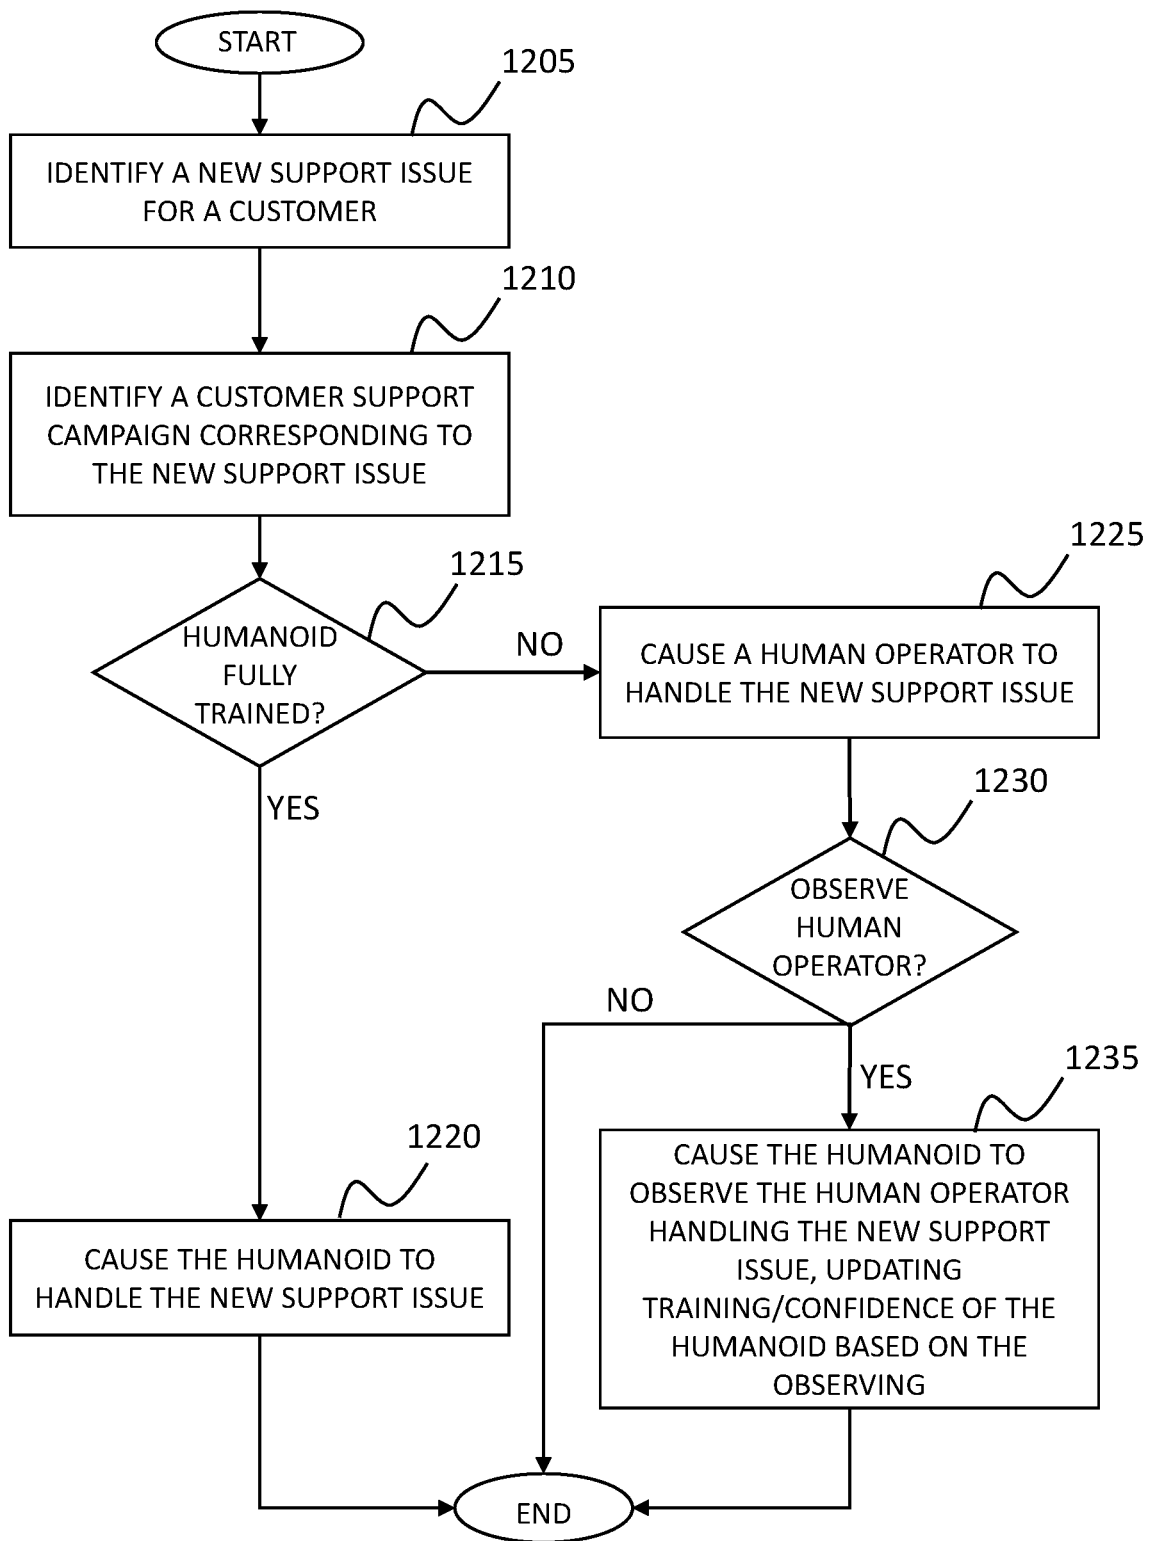 START
1205
IDENTIFY A NEW SUPPORT ISSUE
FOR A CUSTOMER
1210
IDENTIFY A CUSTOMER SUPPORT
CAMPAIGN CORRESPONDING TO
THE NEW SUPPORT ISSUE
1215
HUMANOID
FULLY
TRAINED?
NO
YES
1225
CAUSE A HUMAN OPERATOR TO
HANDLE THE NEW SUPPORT ISSUE
1230
OBSERVE
HUMAN
OPERATOR?
NO
YES
1235
CAUSE THE HUMANOID TO
OBSERVE THE HUMAN OPERATOR
HANDLING THE NEW SUPPORT
ISSUE, UPDATING
TRAINING/CONFIDENCE OF THE
HUMANOID BASED ON THE
OBSERVING
1220
CAUSE THE HUMANOID TO
HANDLE THE NEW SUPPORT ISSUE
END